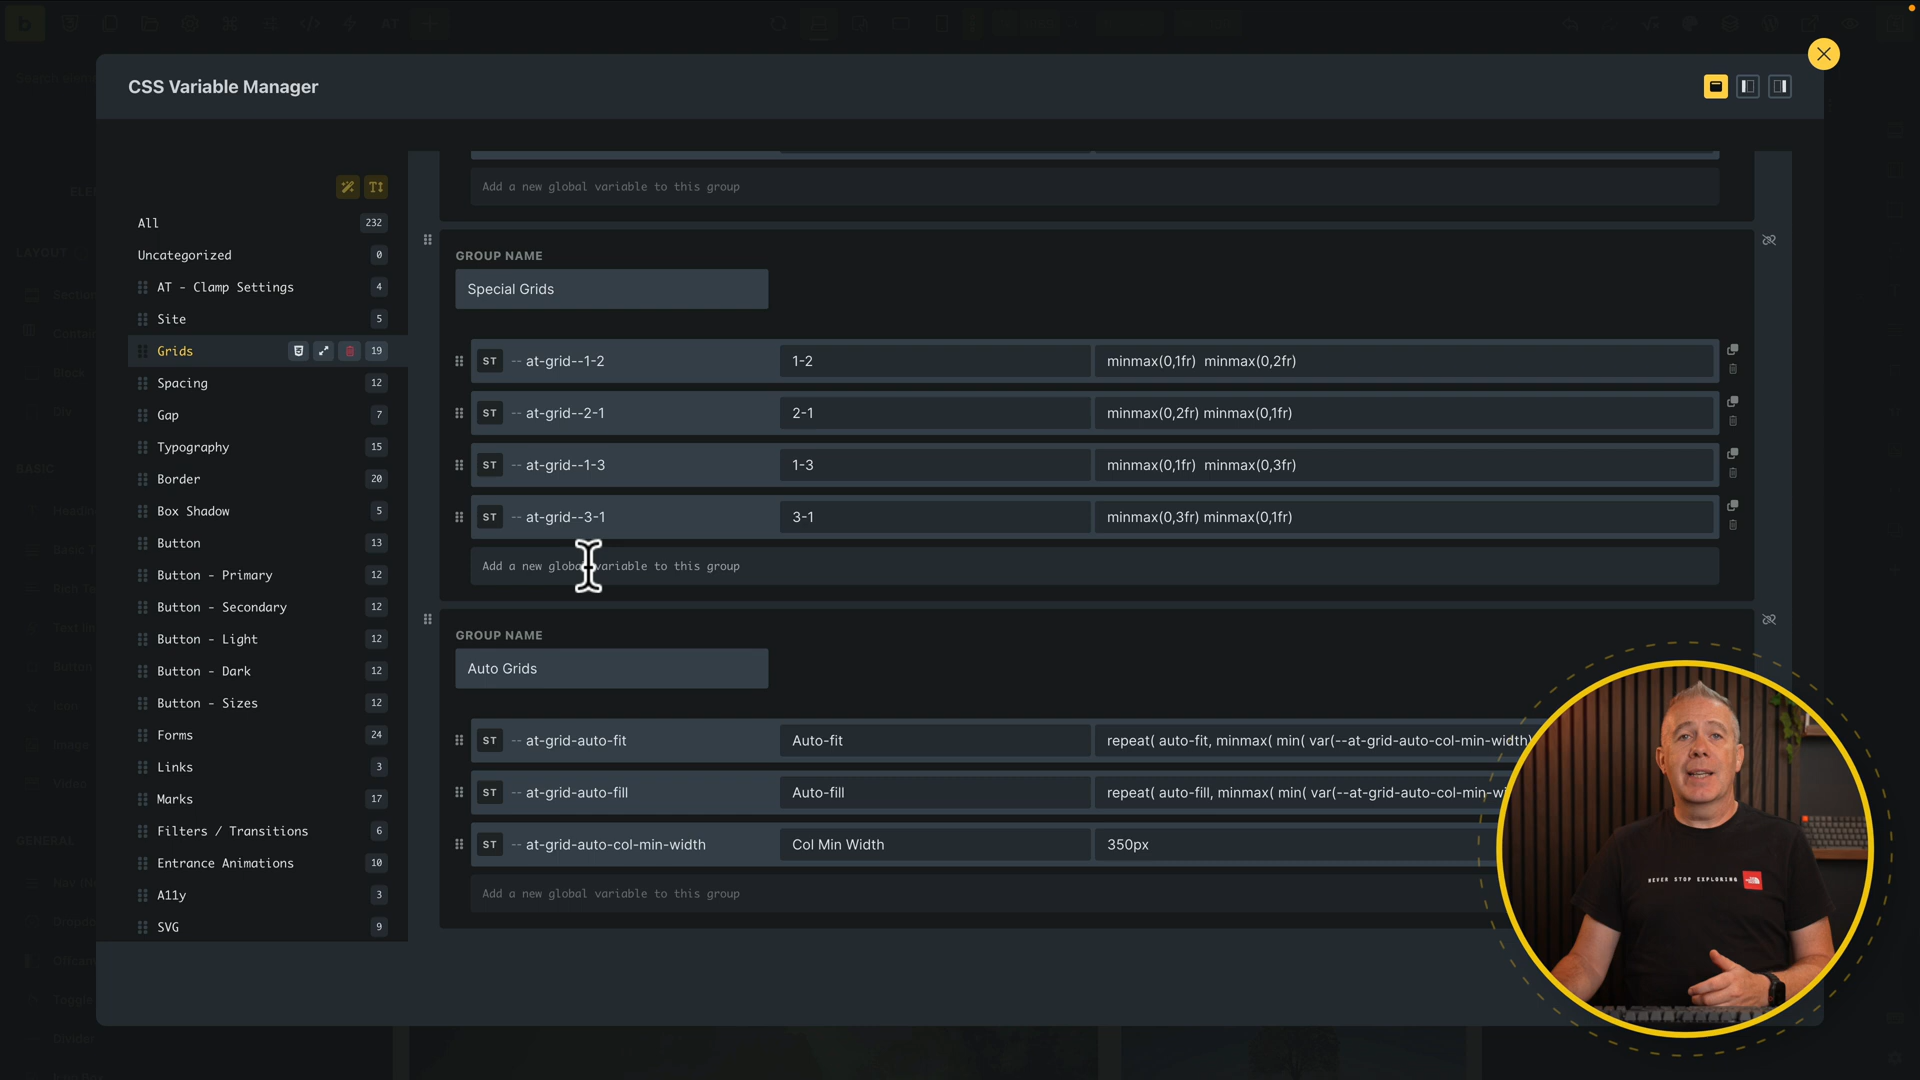 CSS Variable Manager
All 232
Uncategorized 0
AT - Clamp Settings 4
Site 5
Grids 19
Spacing 12
Gap 7
Typography 15
Border 20
Box Shadow 5
Button 13
Button - Primary 12
Button - Secondary 12
Button - Light 12
Button - Dark 12
Button - Sizes 12
Forms 24
Links 3
Marks 17
Filters / Transitions 6
Entrance Animations 10
A11y 3
SVG 9
Add a new global variable to this group
GROUP NAME
Special Grids
ST -- at-grid--1-2 1-2 minmax(0,1fr) minmax(0,2fr)
ST -- at-grid--2-1 2-1 minmax(0,2fr) minmax(0,1fr)
ST -- at-grid--1-3 1-3 minmax(0,1fr) minmax(0,3fr)
ST -- at-grid--3-1 3-1 minmax(0,3fr) minmax(0,1fr)
Add a new global variable to this group
GROUP NAME
Auto Grids
ST -- at-grid-auto-fit Auto-fit repeat( auto-fit, minmax( min( var(--at-grid-auto-col-min-width)
ST -- at-grid-auto-fill Auto-fill repeat( auto-fill, minmax( min( var(--at-grid-auto-col-min-wi
ST -- at-grid-auto-col-min-width Col Min Width 350px
Add a new global variable to this group
NEVER STOP EXPLORING